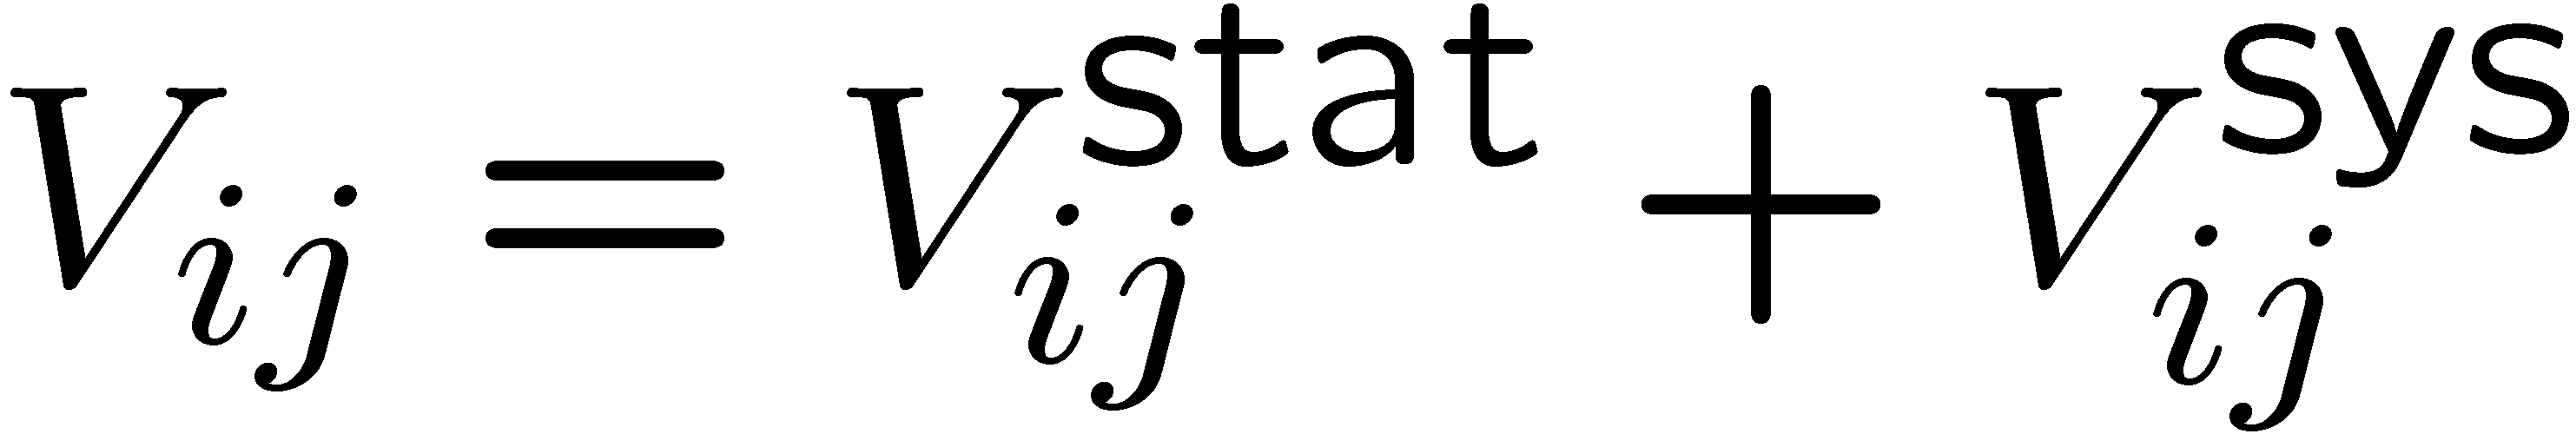 V_{ij} = V_{ij}^{stat} + V_{ij}^{sys}